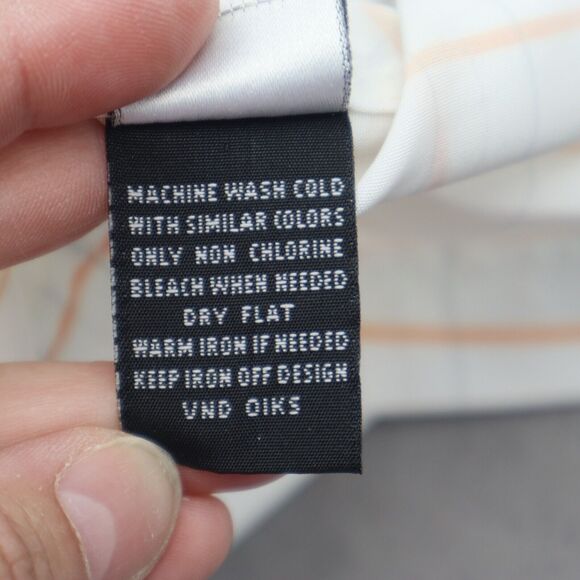 MACHINE WASH COLD
WITH SIMILAR COLORS
ONLY NON CHLORINE
BLEACH WHEN NEEDED
DRY FLAT
WARM IRON IF NEEDED
KEEP IRON OFF DESIGN
VND OIKS